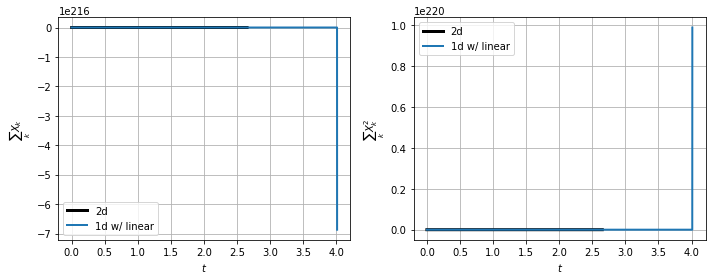 1e216
0
−1
−2
−3
−4
−5
−6
−7
∑ₖ Xₖ
2d
1d w/ linear
0.0 0.5 1.0 1.5 2.0 2.5 3.0 3.5 4.0
t
1e220
1.0
0.8
0.6
0.4
0.2
0.0
∑ₖ Xₖ²
2d
1d w/ linear
0.0 0.5 1.0 1.5 2.0 2.5 3.0 3.5 4.0
t